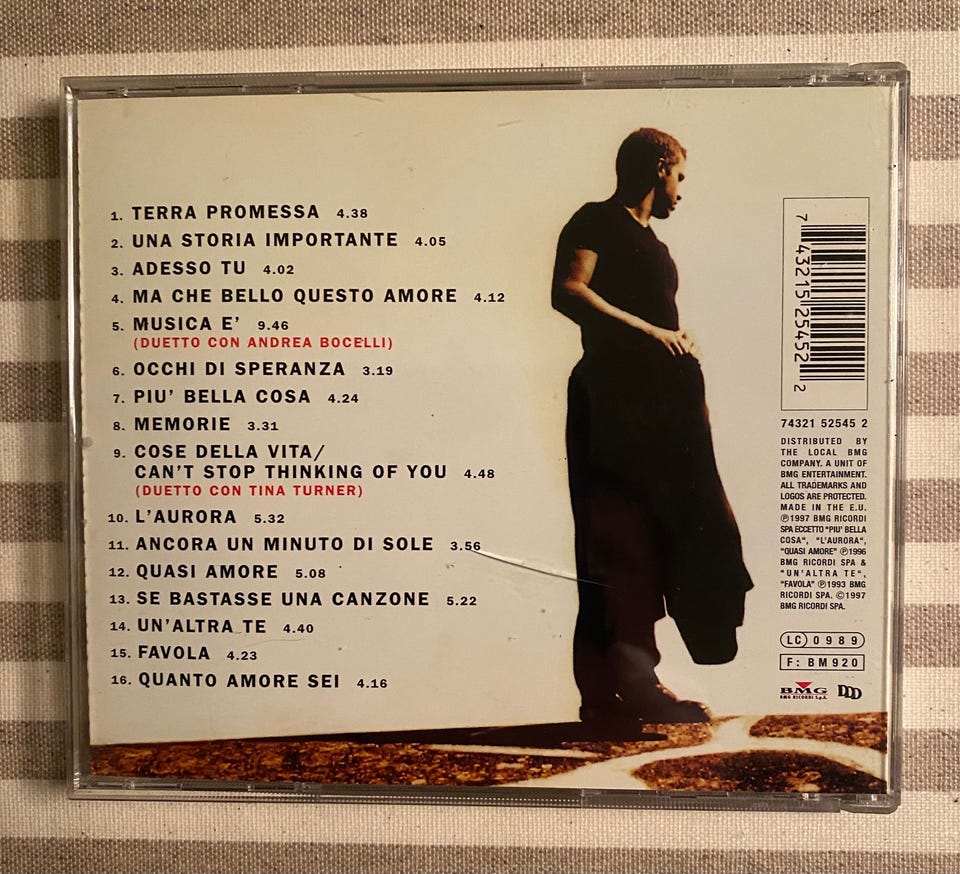 1. TERRA PROMESSA 4.38
2. UNA STORIA IMPORTANTE 4.05
3. ADESSO TU 4.02
4. MA CHE BELLO QUESTO AMORE 4.12
5. MUSICA E' 9.46
(DUETTO CON ANDREA BOCELLI)
6. OCCHI DI SPERANZA 3.19
7. PIU' BELLA COSA 4.24
8. MEMORIE 3.31
9. COSE DELLA VITA/
CAN'T STOP THINKING OF YOU 4.48
(DUETTO CON TINA TURNER)
10. L'AURORA 5.32
11. ANCORA UN MINUTO DI SOLE 3.56
12. QUASI AMORE 5.08
13. SE BASTASSE UNA CANZONE 5.22
14. UN'ALTRA TE 4.40
15. FAVOLA 4.23
16. QUANTO AMORE SEI 4.16
7 43215 25452 2
74321 52545 2
DISTRIBUTED BY
THE LOCAL BMG
COMPANY. A UNIT OF
BMG ENTERTAINMENT.
ALL TRADEMARKS AND
LOGOS ARE PROTECTED.
MADE IN THE E.U.
℗1997 BMG RICORDI
SPA ECCETTO "PIU' BELLA
COSA", "L'AURORA",
"QUASI AMORE" ℗1996
BMG RICORDI SPA &
"UN'ALTRA TE",
"FAVOLA" ℗1993 BMG
RICORDI SPA. ©1997
BMG RICORDI SPA.
LC 0989
F: BM920
BMG DDD
BMG RICORDI S.p.A.